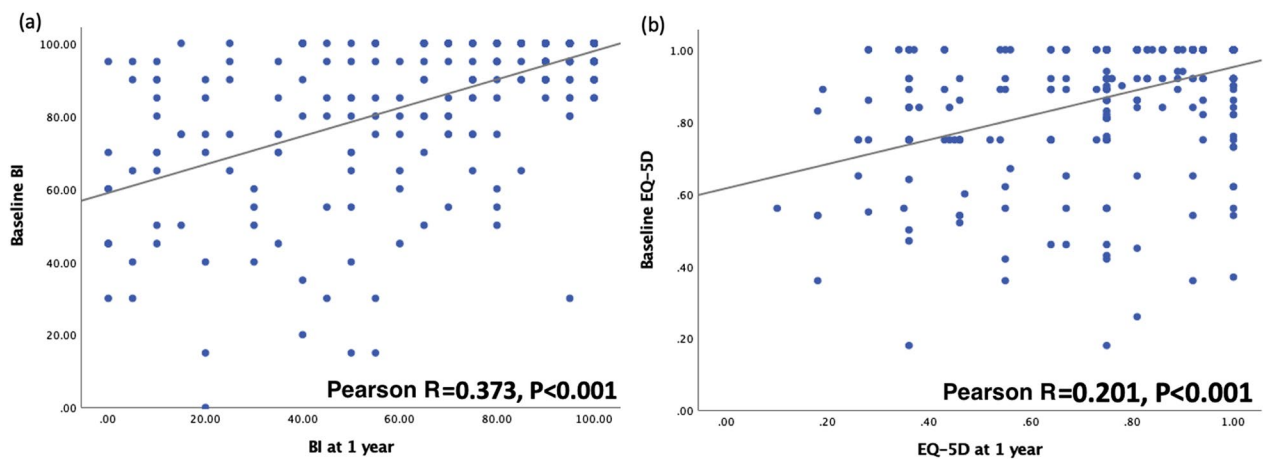 (a)
100.00
80.00
60.00
40.00
20.00
.00
Baseline BI
Pearson R=0.373, P<0.001
.00 20.00 40.00 60.00 80.00 100.00
BI at 1 year
(b)
1.00
.80
.60
.40
.20
.00
Baseline EQ-5D
Pearson R=0.201, P<0.001
.00 .20 .40 .60 .80 1.00
EQ-5D at 1 year